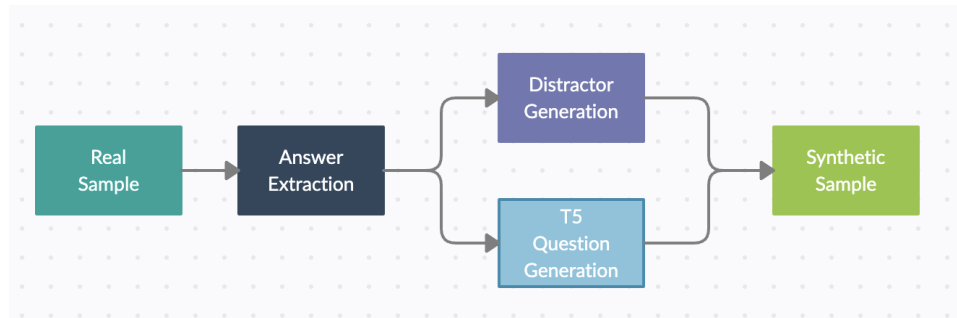 Real
Sample
Answer
Extraction
Distractor
Generation
T5
Question
Generation
Synthetic
Sample